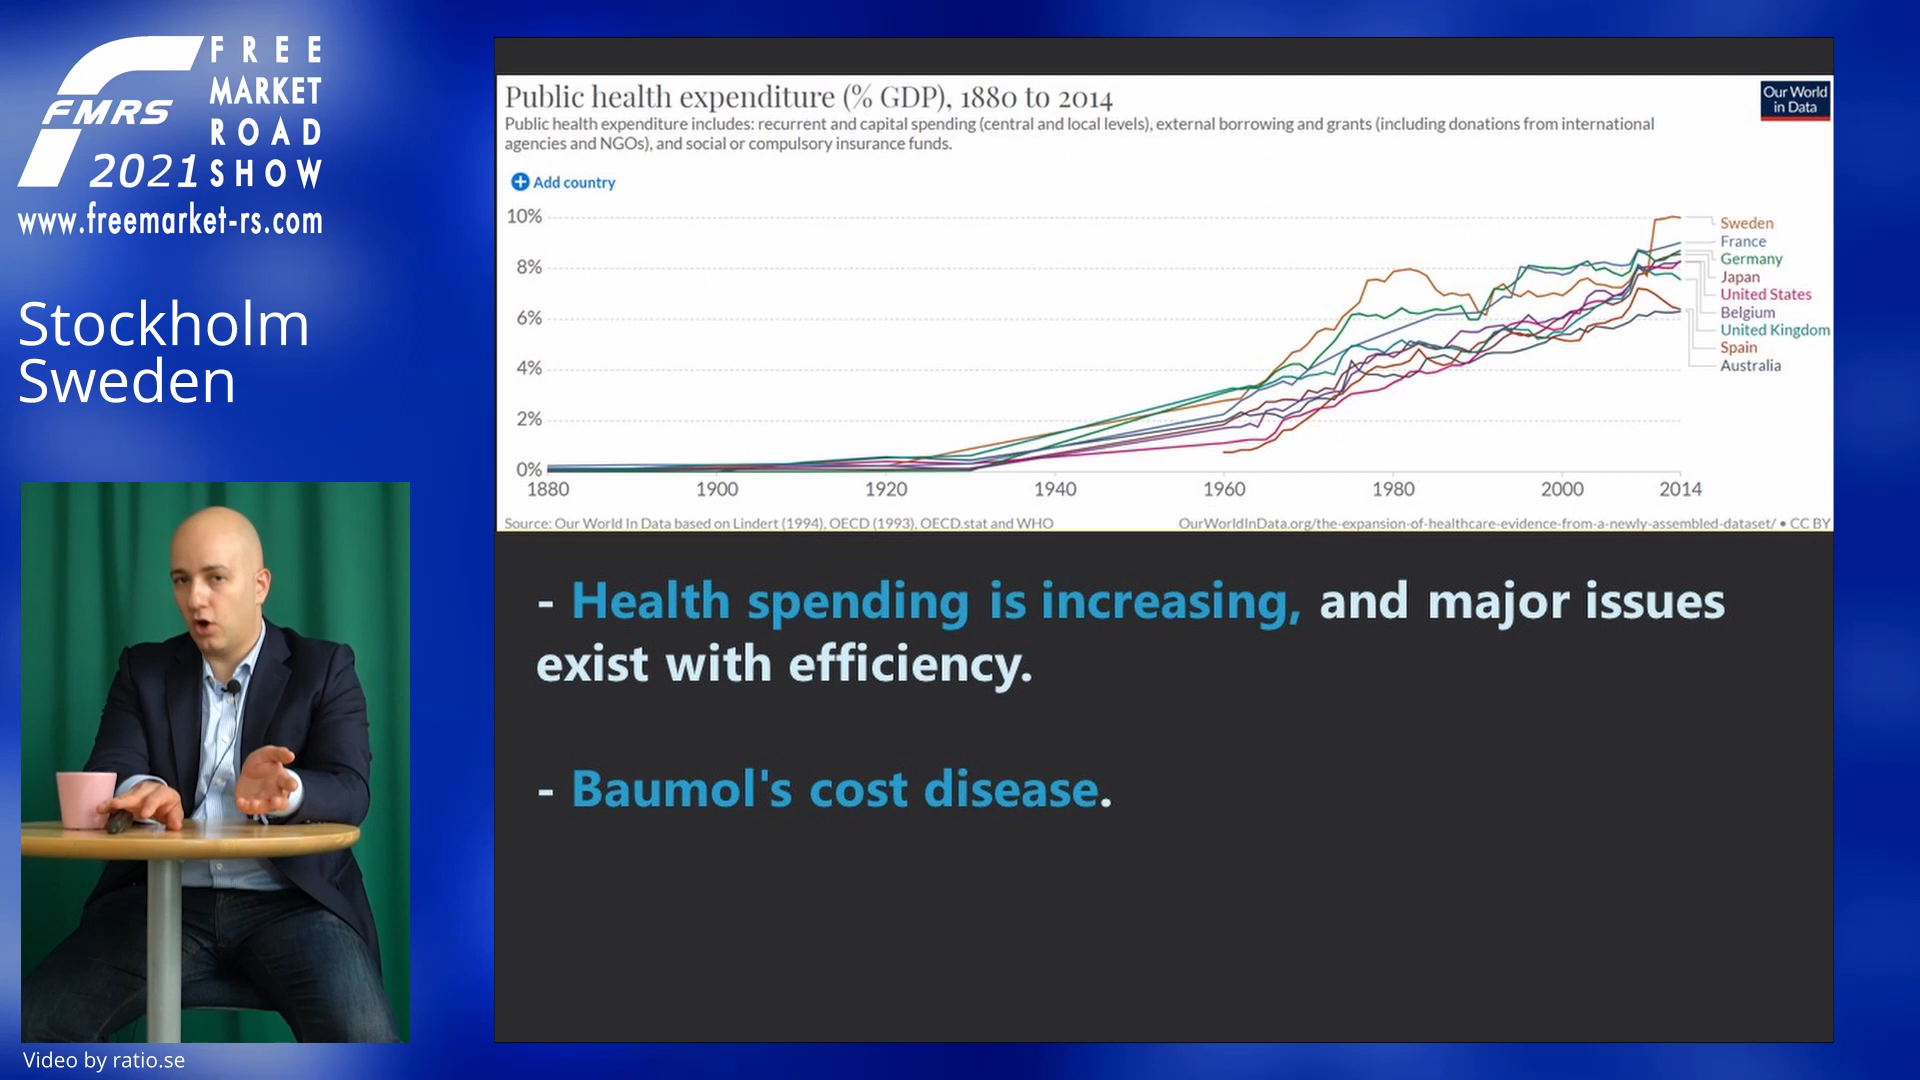 FREE
MARKET
ROAD
SHOW
FMRS
2021
www.freemarket-rs.com
Stockholm
Sweden
Video by ratio.se
Public health expenditure (% GDP), 1880 to 2014
Our World
in Data
Public health expenditure includes: recurrent and capital spending (central and local levels), external borrowing and grants (including donations from international
agencies and NGOs), and social or compulsory insurance funds.
Add country
10%
8%
6%
4%
2%
0%
1880 1900 1920 1940 1960 1980 2000 2014
Sweden
France
Germany
Japan
United States
Belgium
United Kingdom
Spain
Australia
Source: Our World In Data based on Lindert (1994), OECD (1993), OECD.stat and WHO
OurWorldInData.org/the-expansion-of-healthcare-evidence-from-a-newly-assembled-dataset/ • CC BY
- Health spending is increasing, and major issues
exist with efficiency.
- Baumol's cost disease.